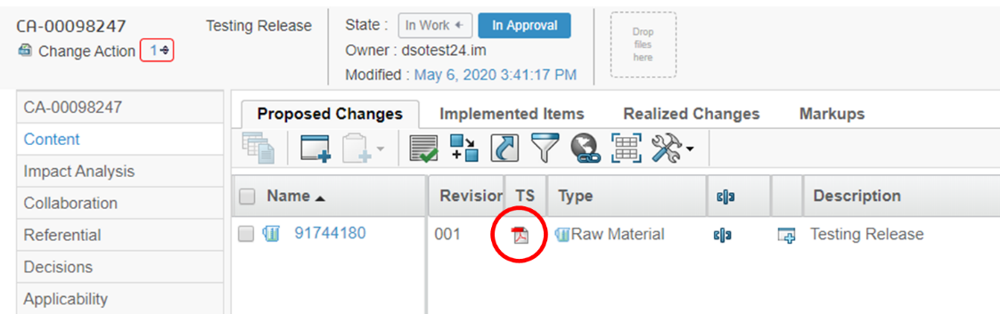 CA-00098247
Change Action 1
Testing Release
State : In Work In Approval
Owner : dsotest24.im
Modified : May 6, 2020 3:41:17 PM
Drop
files
here
CA-00098247
Content
Impact Analysis
Collaboration
Referential
Decisions
Applicability
Proposed Changes Implemented Items Realized Changes Markups
Name Revision TS Type Description
91744180 001 Raw Material Testing Release